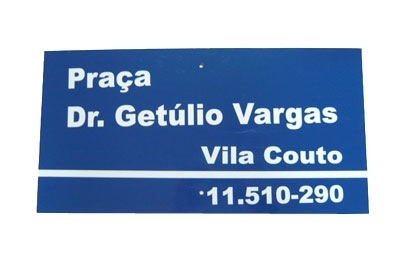 Praça
Dr. Getúlio Vargas
Vila Couto
11.510-290